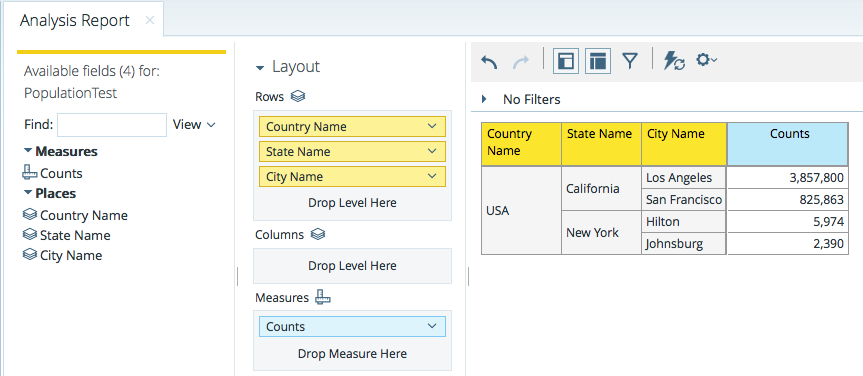 Analysis Report ×
Available fields (4) for:
PopulationTest
Find:
View
Measures
Counts
Places
Country Name
State Name
City Name
Layout
Rows
Country Name
State Name
City Name
Drop Level Here
Columns
Drop Level Here
Measures
Counts
Drop Measure Here
No Filters
Country Name State Name City Name Counts
USA California Los Angeles 3,857,800
San Francisco 825,863
New York Hilton 5,974
Johnsburg 2,390